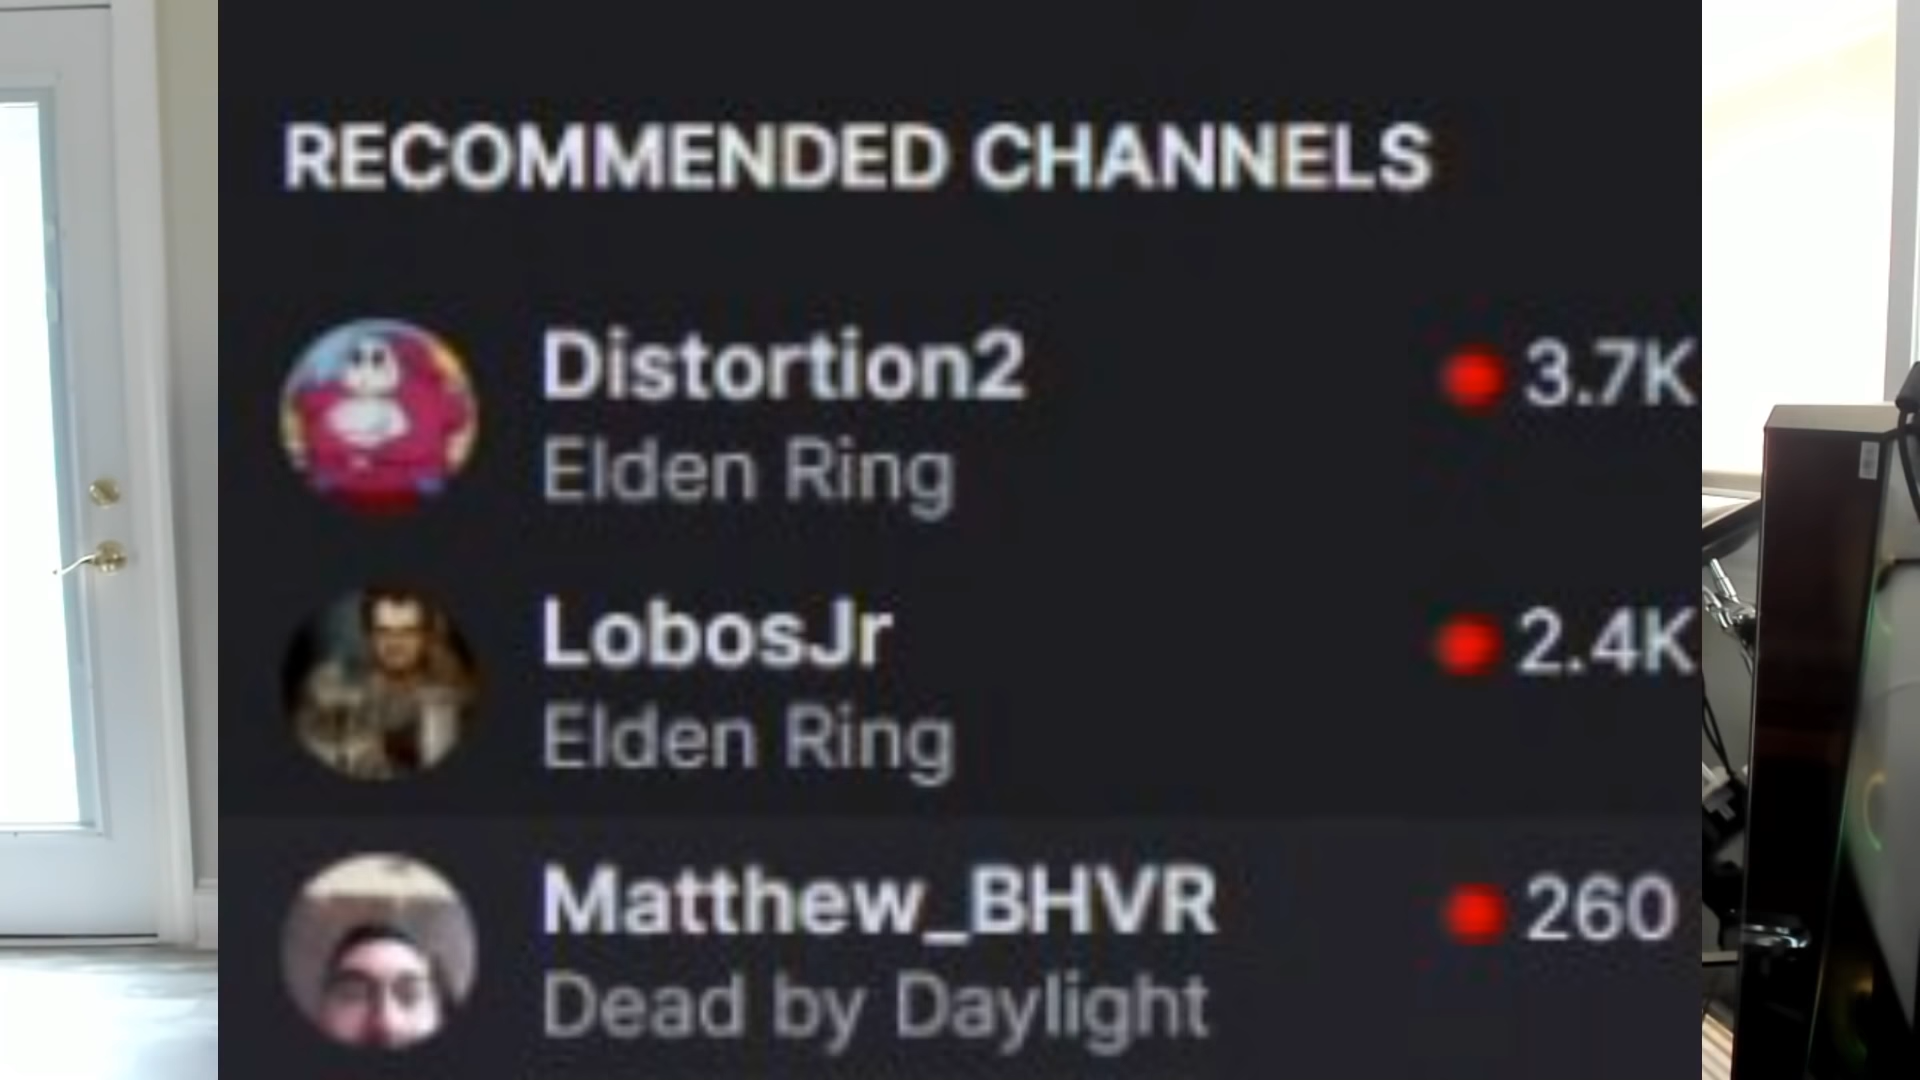 RECOMMENDED CHANNELS
Distortion2
3.7K
Elden Ring
LobosJr
2.4K
Elden Ring
Matthew_BHVR
260
Dead by Daylight